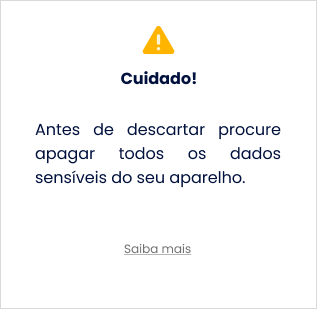 Cuidado!
Antes de descartar procure
apagar todos os dados
sensíveis do seu aparelho.
Saiba mais